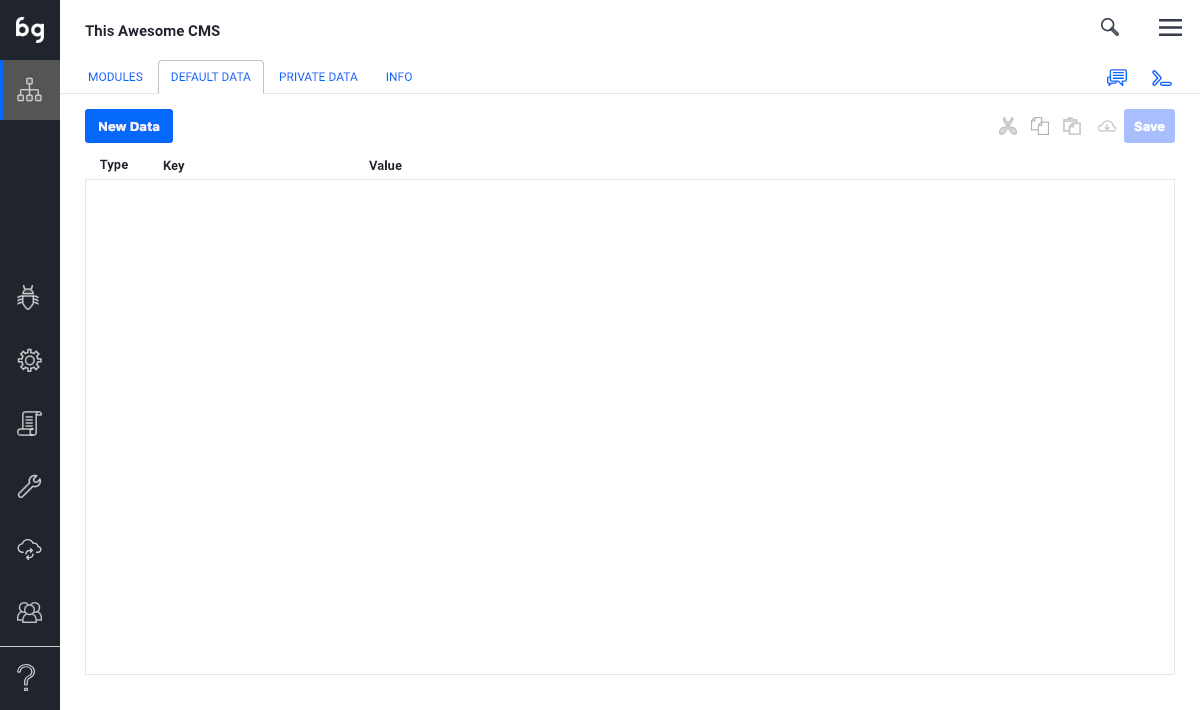 bg
This Awesome CMS
MODULES
DEFAULT DATA
PRIVATE DATA
INFO
New Data
Save
Type
Key
Value